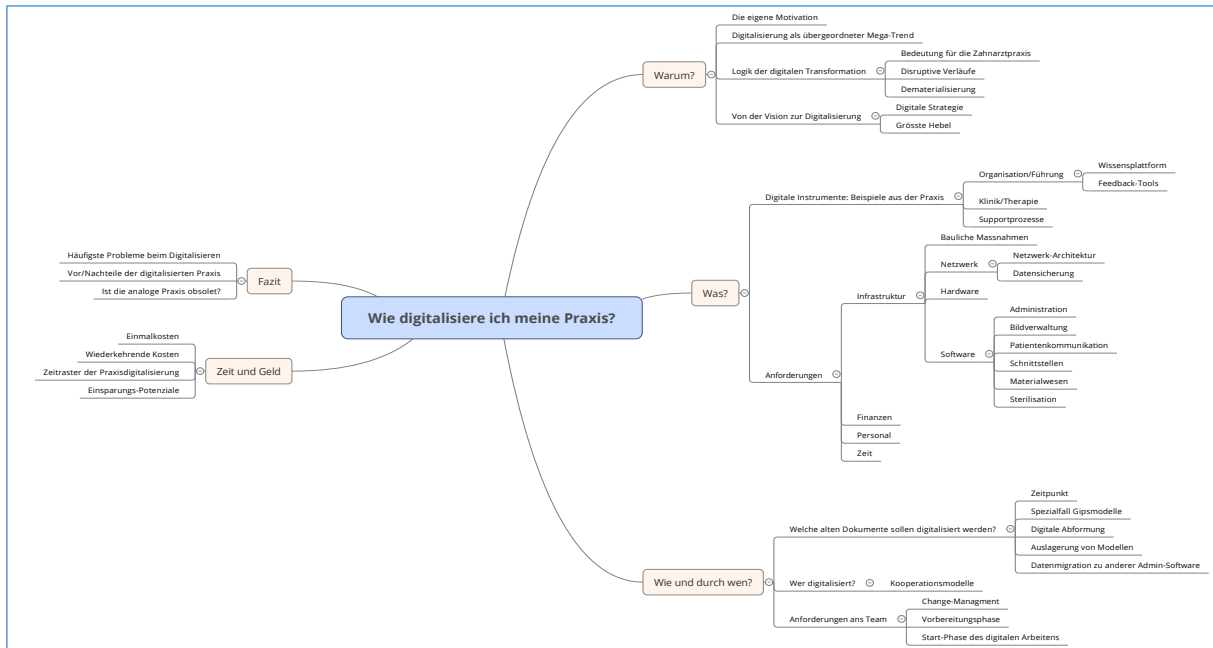 Wie digitalisiere ich meine Praxis?
Warum?
Die eigene Motivation
Digitalisierung als übergeordneter Mega-Trend
Logik der digitalen Transformation
Bedeutung für die Zahnarztpraxis
Disruptive Verläufe
Dematerialisierung
Von der Vision zur Digitalisierung
Digitale Strategie
Grösste Hebel
Was?
Digitale Instrumente: Beispiele aus der Praxis
Organisation/Führung
Wissensplattform
Feedback-Tools
Klinik/Therapie
Supportprozesse
Anforderungen
Infrastruktur
Bauliche Massnahmen
Netzwerk
Netzwerk-Architektur
Datensicherung
Hardware
Software
Administration
Bildverwaltung
Patientenkommunikation
Schnittstellen
Materialwesen
Sterilisation
Finanzen
Personal
Zeit
Wie und durch wen?
Welche alten Dokumente sollen digitalisiert werden?
Zeitpunkt
Spezialfall Gipsmodelle
Digitale Abformung
Auslagerung von Modellen
Datenmigration zu anderer Admin-Software
Wer digitalisiert?
Kooperationsmodelle
Anforderungen ans Team
Change-Managment
Vorbereitungsphase
Start-Phase des digitalen Arbeitens
Zeit und Geld
Einmalkosten
Wiederkehrende Kosten
Zeitraster der Praxisdigitalisierung
Einsparungs-Potenziale
Fazit
Häufigste Probleme beim Digitalisieren
Vor/Nachteile der digitalisierten Praxis
Ist die analoge Praxis obsolet?